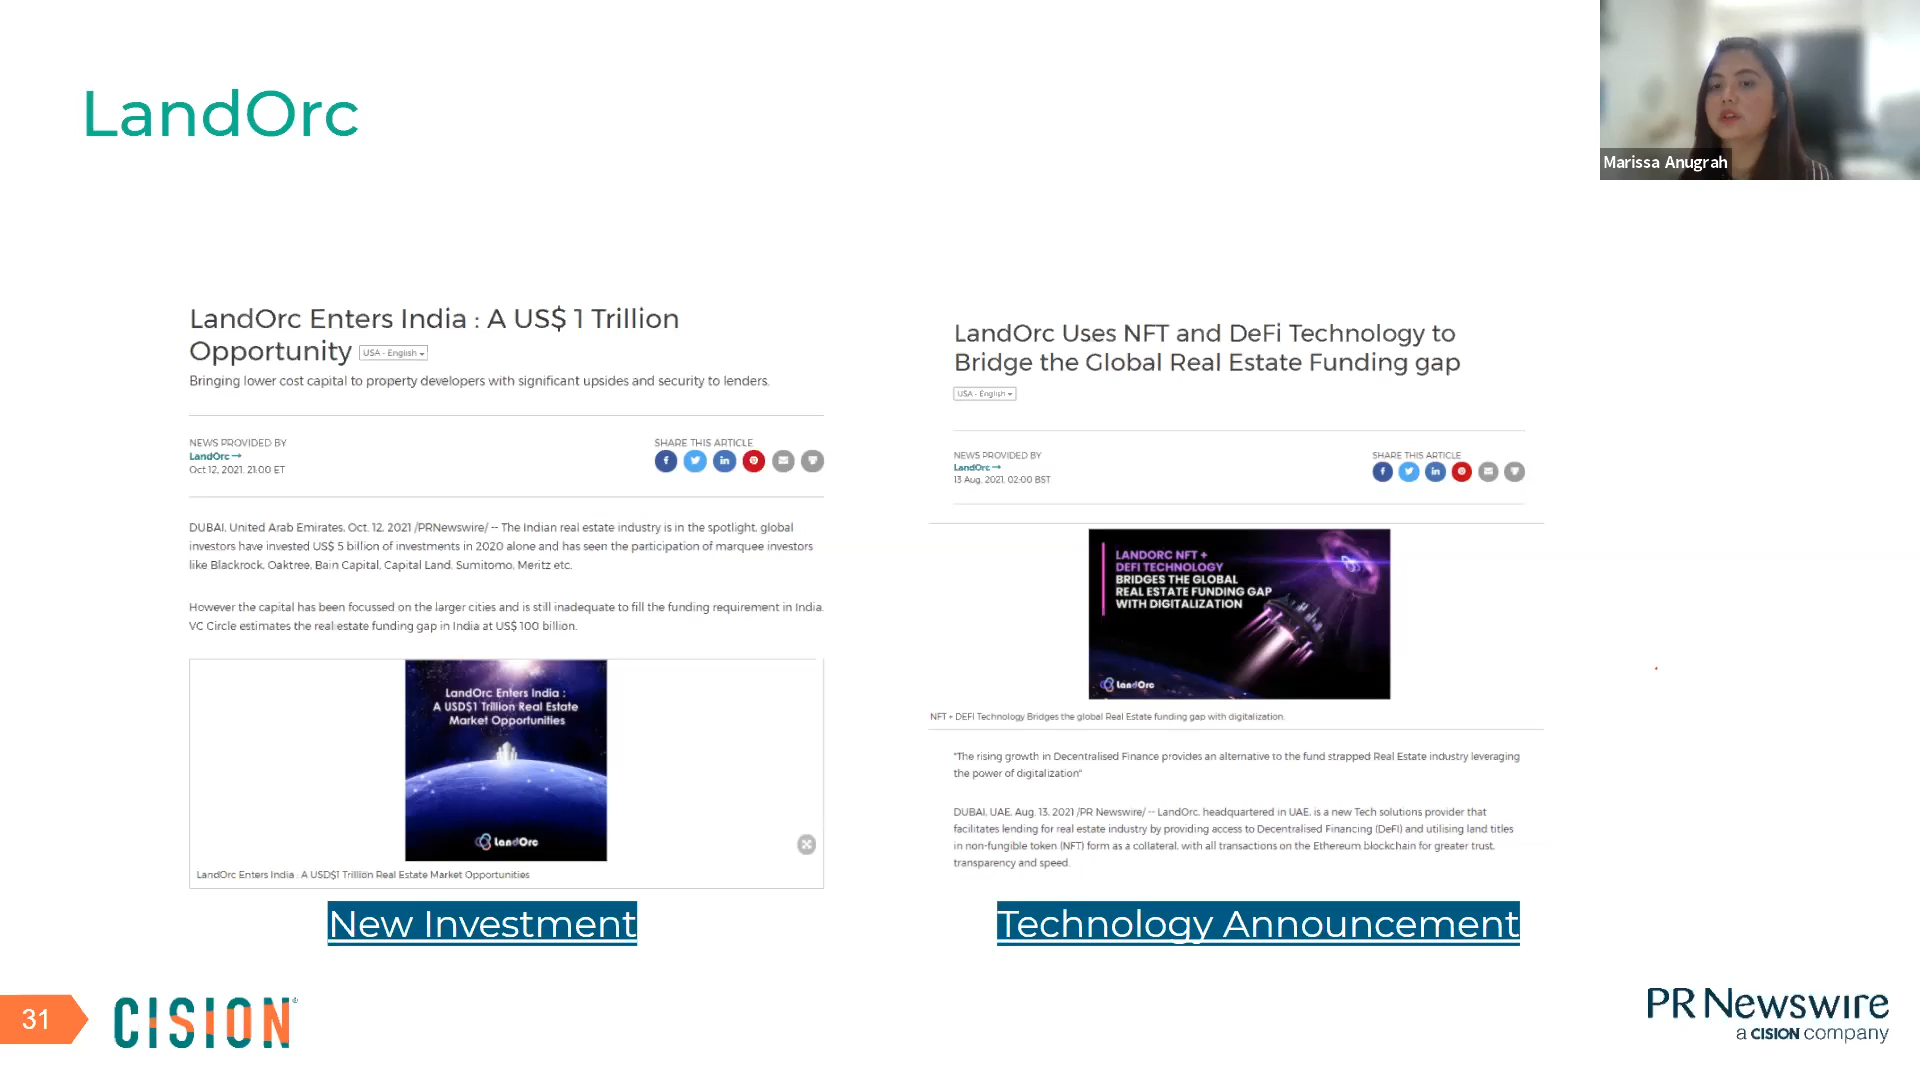 LandOrc
Marissa Anugrah
LandOrc Enters India : A US$ 1 Trillion
Opportunity USA - English
Bringing lower cost capital to property developers with significant upsides and security to lenders.
NEWS PROVIDED BY
LandOrc→
Oct 12, 2021, 21:00 ET
SHARE THIS ARTICLE
DUBAI, United Arab Emirates, Oct. 12, 2021 /PRNewswire/ -- The Indian real estate industry is in the spotlight, global
investors have invested US$ 5 billion of investments in 2020 alone and has seen the participation of marquee investors
like Blackrock, Oaktree, Bain Capital, Capital Land, Sumitomo, Meritz etc.
However the capital has been focussed on the larger cities and is still inadequate to fill the funding requirement in India.
VC Circle estimates the real estate funding gap in India at US$ 100 billion.
LandOrc Enters India :
A USD$1 Trillion Real Estate
Market Opportunities
LandOrc
LandOrc Enters India : A USD$1 Trillion Real Estate Market Opportunities
New Investment
LandOrc Uses NFT and DeFi Technology to
Bridge the Global Real Estate Funding gap
USA - English
NEWS PROVIDED BY
LandOrc→
13 Aug, 2021, 02:00 BST
SHARE THIS ARTICLE
LANDORC NFT +
DEFI TECHNOLOGY
BRIDGES THE GLOBAL
REAL ESTATE FUNDING GAP
WITH DIGITALIZATION
LandOrc
NFT + DEFI Technology Bridges the global Real Estate funding gap with digitalization.
"The rising growth in Decentralised Finance provides an alternative to the fund strapped Real Estate industry leveraging
the power of digitalization"
DUBAI, UAE, Aug. 13, 2021 /PR Newswire/ -- LandOrc, headquartered in UAE, is a new Tech solutions provider that
facilitates lending for real estate industry by providing access to Decentralised Financing (DeFi) and utilising land titles
in non-fungible token (NFT) form as a collateral, with all transactions on the Ethereum blockchain for greater trust,
transparency and speed.
Technology Announcement
31
CISION®
PR Newswire
a CISION company